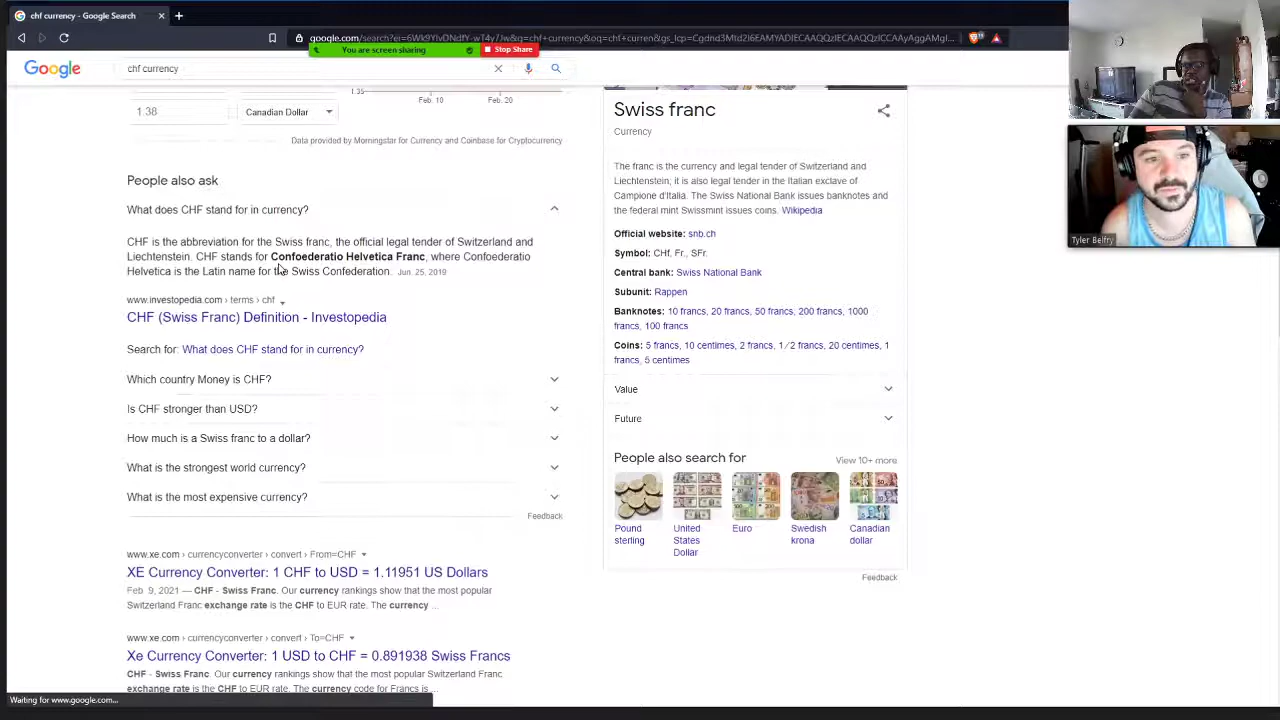 chf currency - Google Search
You are screen sharing
Stop Share
Google
chf currency
1.35
Feb. 10
Feb. 20
1.38
Canadian Dollar
Data provided by Morningstar for Currency and Coinbase for Cryptocurrency
People also ask
What does CHF stand for in currency?
CHF is the abbreviation for the Swiss franc, the official legal tender of Switzerland and
Liechtenstein. CHF stands for Confoederatio Helvetica Franc, where Confoederatio
Helvetica is the Latin name for the Swiss Confederation. Jun. 25, 2019
www.investopedia.com › terms › chf
CHF (Swiss Franc) Definition - Investopedia
Search for: What does CHF stand for in currency?
Which country Money is CHF?
Is CHF stronger than USD?
How much is a Swiss franc to a dollar?
What is the strongest world currency?
What is the most expensive currency?
Feedback
www.xe.com › currencyconverter › convert › From=CHF
XE Currency Converter: 1 CHF to USD = 1.11951 US Dollars
Feb. 9, 2021 — CHF - Swiss Franc. Our currency rankings show that the most popular
Switzerland Franc exchange rate is the CHF to EUR rate. The currency ...
www.xe.com › currencyconverter › convert › To=CHF
Xe Currency Converter: 1 USD to CHF = 0.891938 Swiss Francs
CHF - Swiss Franc. Our currency rankings show that the most popular Switzerland Franc
exchange rate is the CHF to EUR rate. The currency code for Francs is...
Waiting for www.google.com...
Swiss franc
Currency
The franc is the currency and legal tender of Switzerland and
Liechtenstein; it is also legal tender in the Italian exclave of
Campione d'Italia. The Swiss National Bank issues banknotes and
the federal mint Swissmint issues coins. Wikipedia
Official website: snb.ch
Symbol: CHf, Fr., SFr.
Central bank: Swiss National Bank
Subunit: Rappen
Banknotes: 10 francs, 20 francs, 50 francs, 200 francs, 1000
francs, 100 francs
Coins: 5 francs, 10 centimes, 2 francs, 1/2 francs, 20 centimes, 1
francs, 5 centimes
Value
Future
People also search for
View 10+ more
Pound
sterling
United
States
Dollar
Euro
Swedish
krona
Canadian
dollar
Feedback
Tyler Belfry